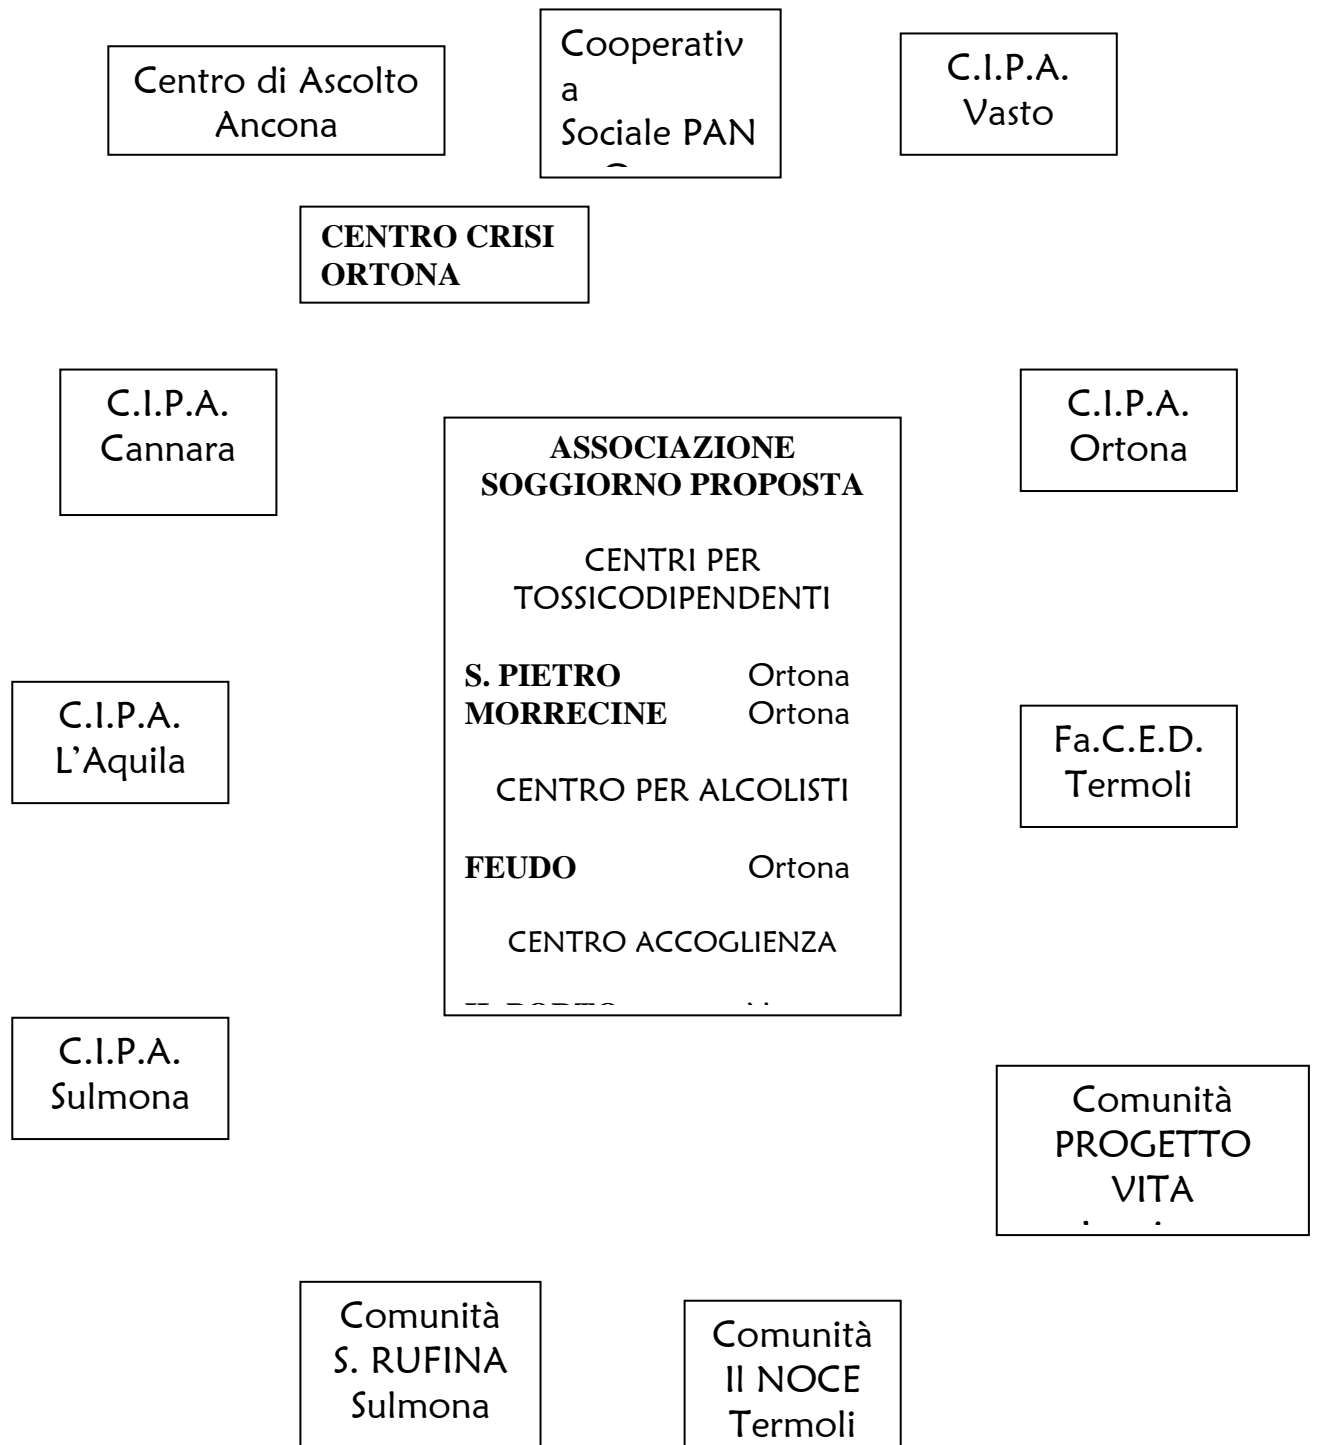 Centro di Ascolto
Ancona
Cooperativ
a
Sociale PAN
C.I.P.A.
Vasto
CENTRO CRISI
ORTONA
C.I.P.A.
Cannara
C.I.P.A.
Ortona
ASSOCIAZIONE
SOGGIORNO PROPOSTA
CENTRI PER
TOSSICODIPENDENTI
S. PIETRO Ortona
MORRECINE Ortona
CENTRO PER ALCOLISTI
FEUDO Ortona
CENTRO ACCOGLIENZA
C.I.P.A.
L'Aquila
Fa.C.E.D.
Termoli
C.I.P.A.
Sulmona
Comunità
PROGETTO
VITA
Comunità
S. RUFINA
Sulmona
Comunità
Il NOCE
Termoli